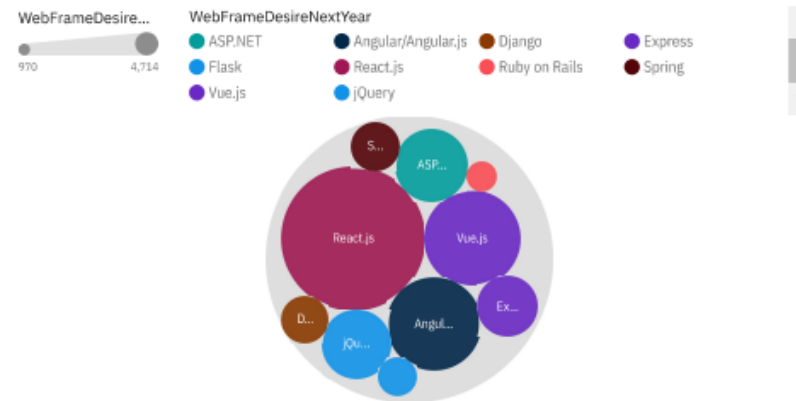 WebFrameDesire...
970 4,714
WebFrameDesireNextYear
ASP.NET Angular/Angular.js Django Express
Flask React.js Ruby on Rails Spring
Vue.js jQuery
S...
ASP...
React.js
Vue.js
Ex...
D...
Angul...
jQu...